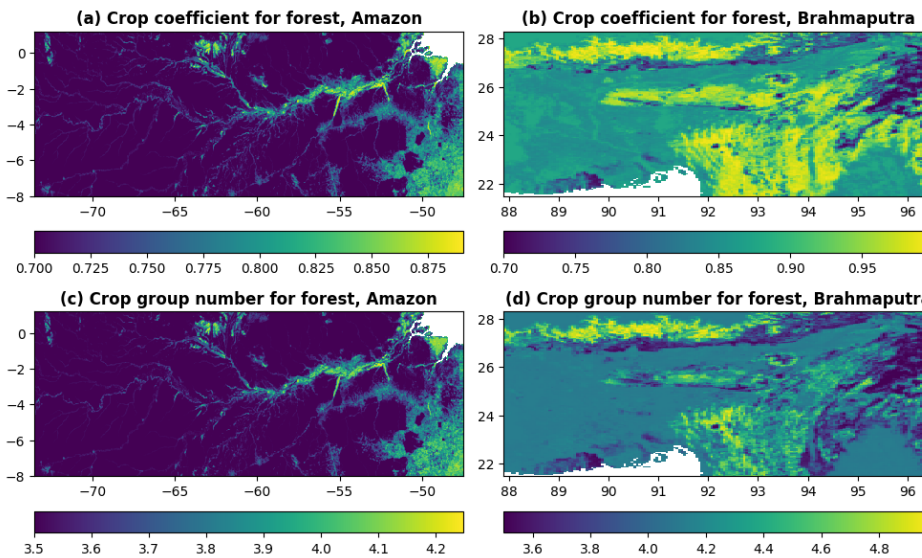 (a) Crop coefficient for forest, Amazon
(b) Crop coefficient for forest, Brahmaputra
0
−2
−4
−6
−8
−70 −65 −60 −55 −50
28
26
24
22
88 89 90 91 92 93 94 95 96
0.700 0.725 0.750 0.775 0.800 0.825 0.850 0.875
0.70 0.75 0.80 0.85 0.90 0.95
(c) Crop group number for forest, Amazon
(d) Crop group number for forest, Brahmaputra
0
−2
−4
−6
−8
−70 −65 −60 −55 −50
28
26
24
22
88 89 90 91 92 93 94 95 96
3.5 3.6 3.7 3.8 3.9 4.0 4.1 4.2
3.6 3.8 4.0 4.2 4.4 4.6 4.8